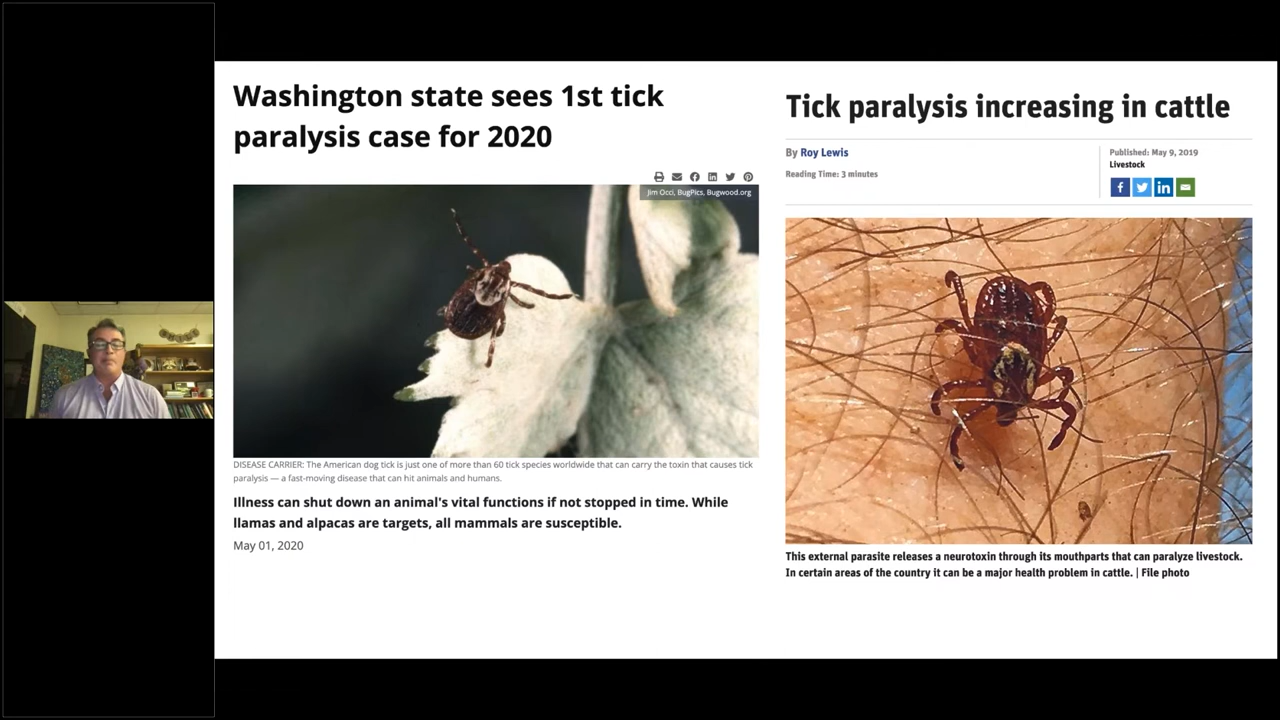 Washington state sees 1st tick
paralysis case for 2020
Jim Occi, BugPics, Bugwood.org
DISEASE CARRIER: The American dog tick is just one of more than 60 tick species worldwide that can carry the toxin that causes tick
paralysis — a fast-moving disease that can hit animals and humans.
Illness can shut down an animal's vital functions if not stopped in time. While
llamas and alpacas are targets, all mammals are susceptible.
May 01, 2020
Tick paralysis increasing in cattle
By Roy Lewis
Reading Time: 3 minutes
Published: May 9, 2019
Livestock
This external parasite releases a neurotoxin through its mouthparts that can paralyze livestock.
In certain areas of the country it can be a major health problem in cattle. | File photo